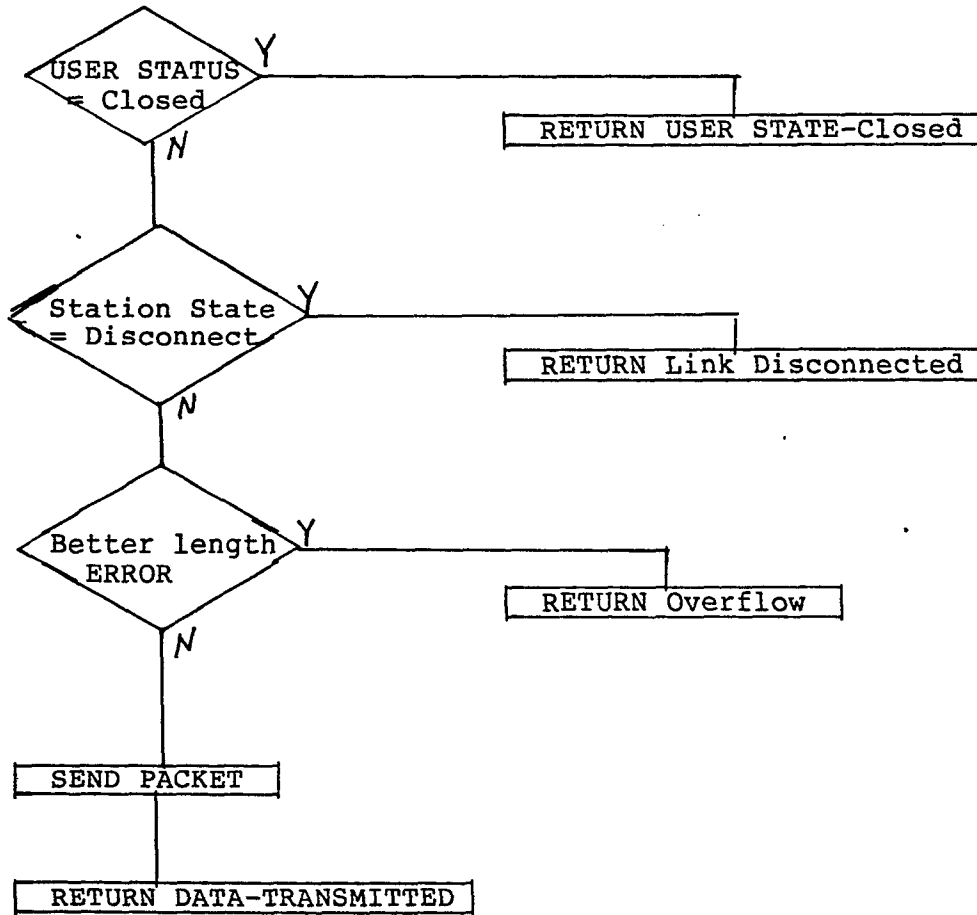 USER STATUS
= Closed
Y
RETURN USER STATE-Closed
N
Station State
= Disconnect
Y
RETURN Link Disconnected
N
Better length
ERROR
Y
RETURN Overflow
N
SEND PACKET
RETURN DATA-TRANSMITTED